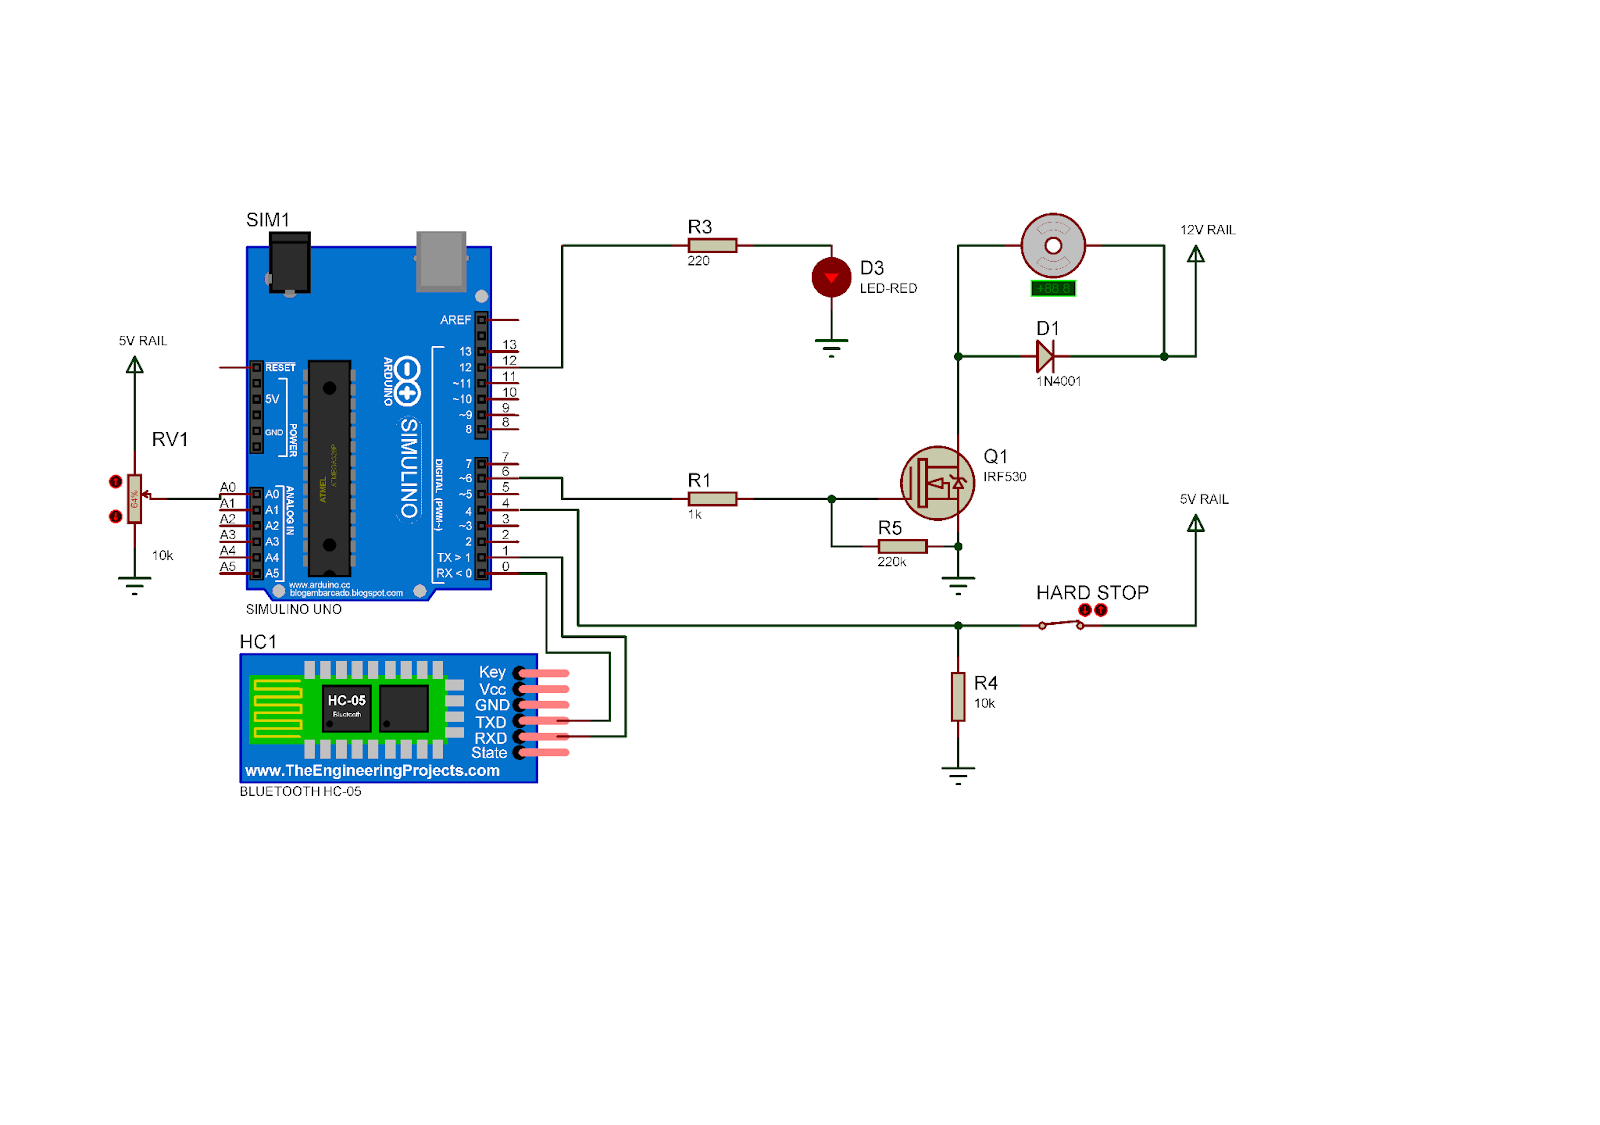 SIM1
5V RAIL
RV1
64%
10k
A0
A1
A2
A3
A4
A5
RESET
5V
GND
POWER
A0
A1
A2
A3
A4
A5
ANALOG IN
ATMEL
ATMEGA328P
ARDUINO
SIMULINO
AREF
13
12
~11
~10
~9
8
7
~6
~5
4
~3
2
TX > 1
RX < 0
DIGITAL (PWM~)
13
12
11
10
9
8
7
6
5
4
3
2
1
0
www.arduino.cc
blogembarcado.blogspot.com
SIMULINO UNO
HC1
HC-05
Bluetooth
Key
Vcc
GND
TXD
RXD
State
www.TheEngineeringProjects.com
BLUETOOTH HC-05
R3
220
D3
LED-RED
+88.8
12V RAIL
D1
1N4001
Q1
IRF530
R1
1k
R5
220k
5V RAIL
HARD STOP
R4
10k